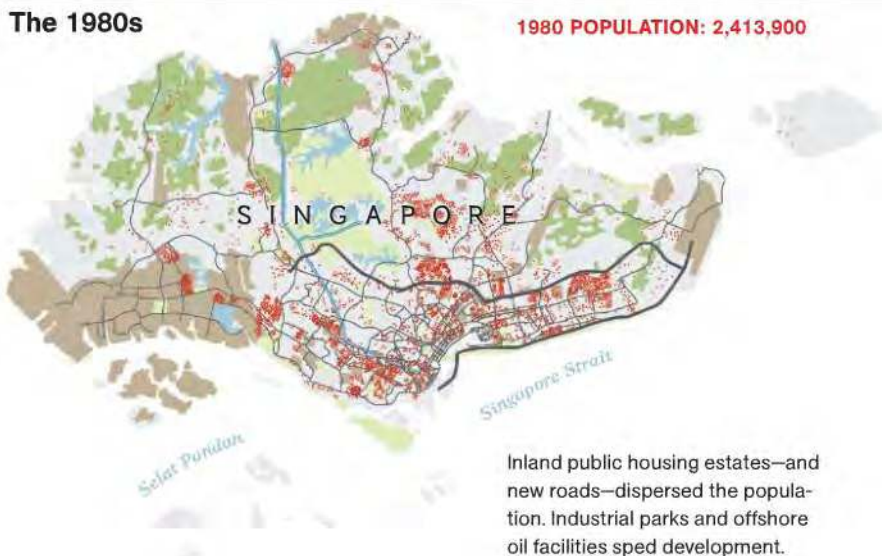 The 1980s
1980 POPULATION: 2,413,900
SINGAPORE
Singapore Strait
Selat Pandan
Inland public housing estates—and
new roads—dispersed the popula-
tion. Industrial parks and offshore
oil facilities sped development.